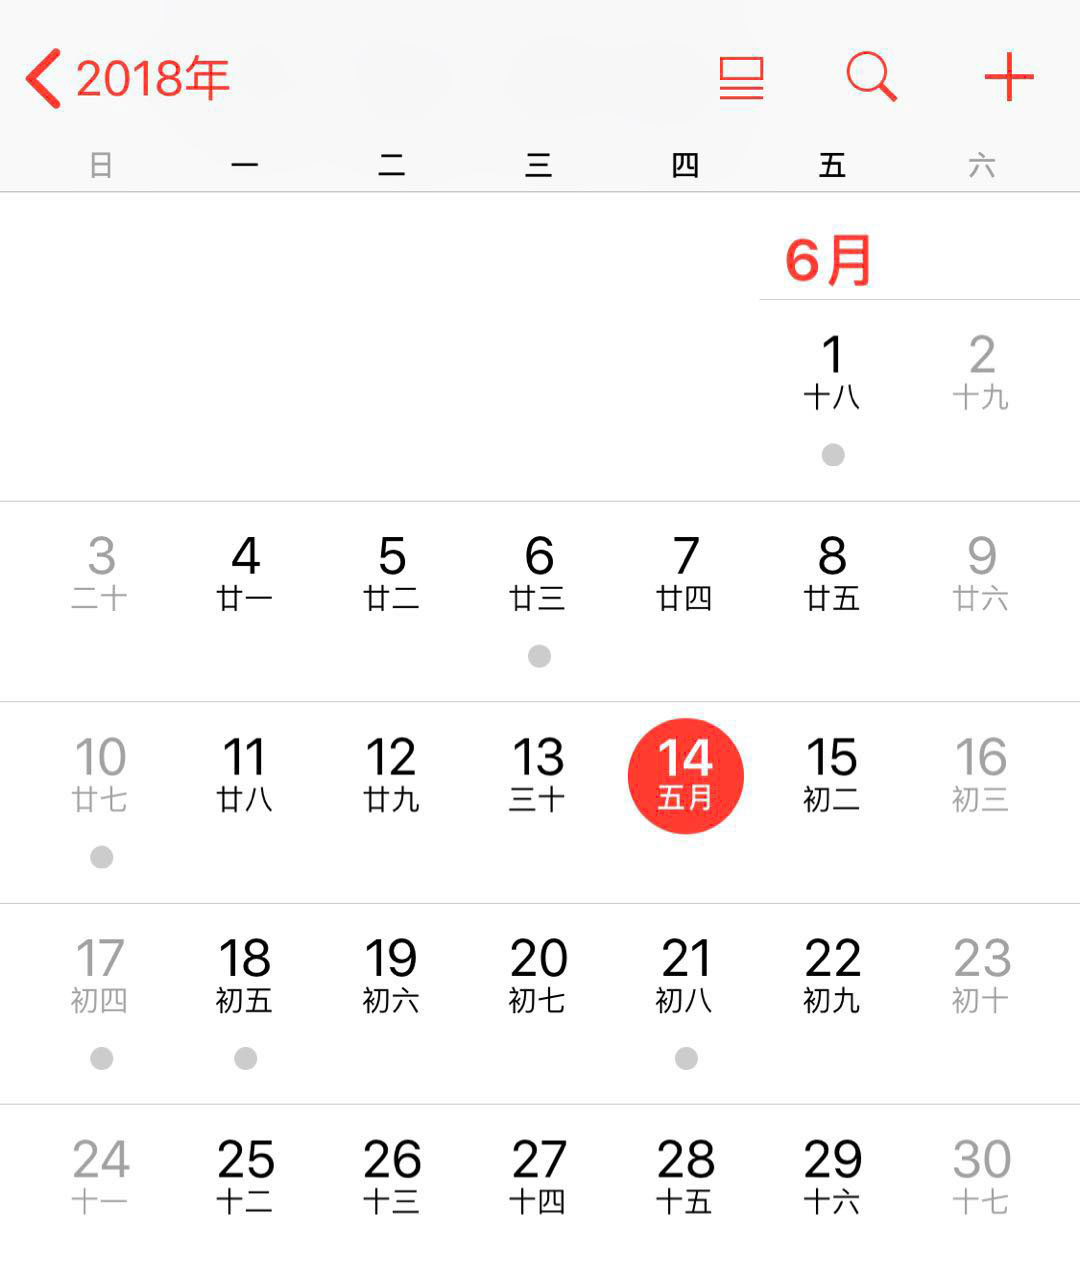 2018年
日 一 二 三 四 五 六
6月
1 2
十八 十九
3 4 5 6 7 8 9
二十 廿一 廿二 廿三 廿四 廿五 廿六
10 11 12 13 14 15 16
廿七 廿八 廿九 三十 五月 初二 初三
17 18 19 20 21 22 23
初四 初五 初六 初七 初八 初九 初十
24 25 26 27 28 29 30
十一 十二 十三 十四 十五 十六 十七